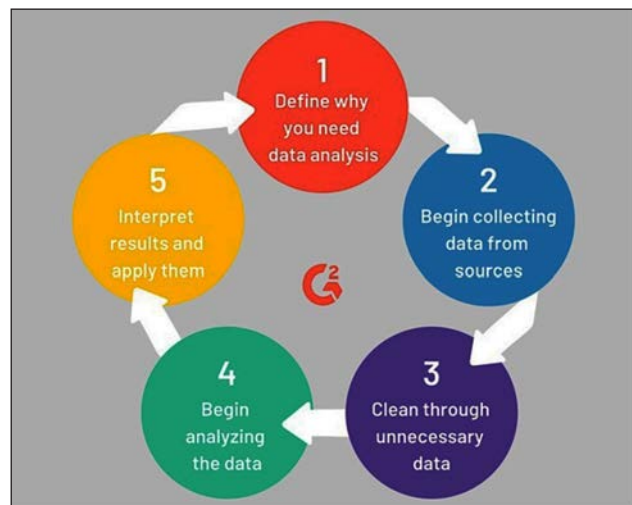 1
Define why
you need
data analysis
2
Begin collecting
data from
sources
3
Clean through
unnecessary
data
4
Begin
analyzing
the data
5
Interpret
results and
apply them
G2